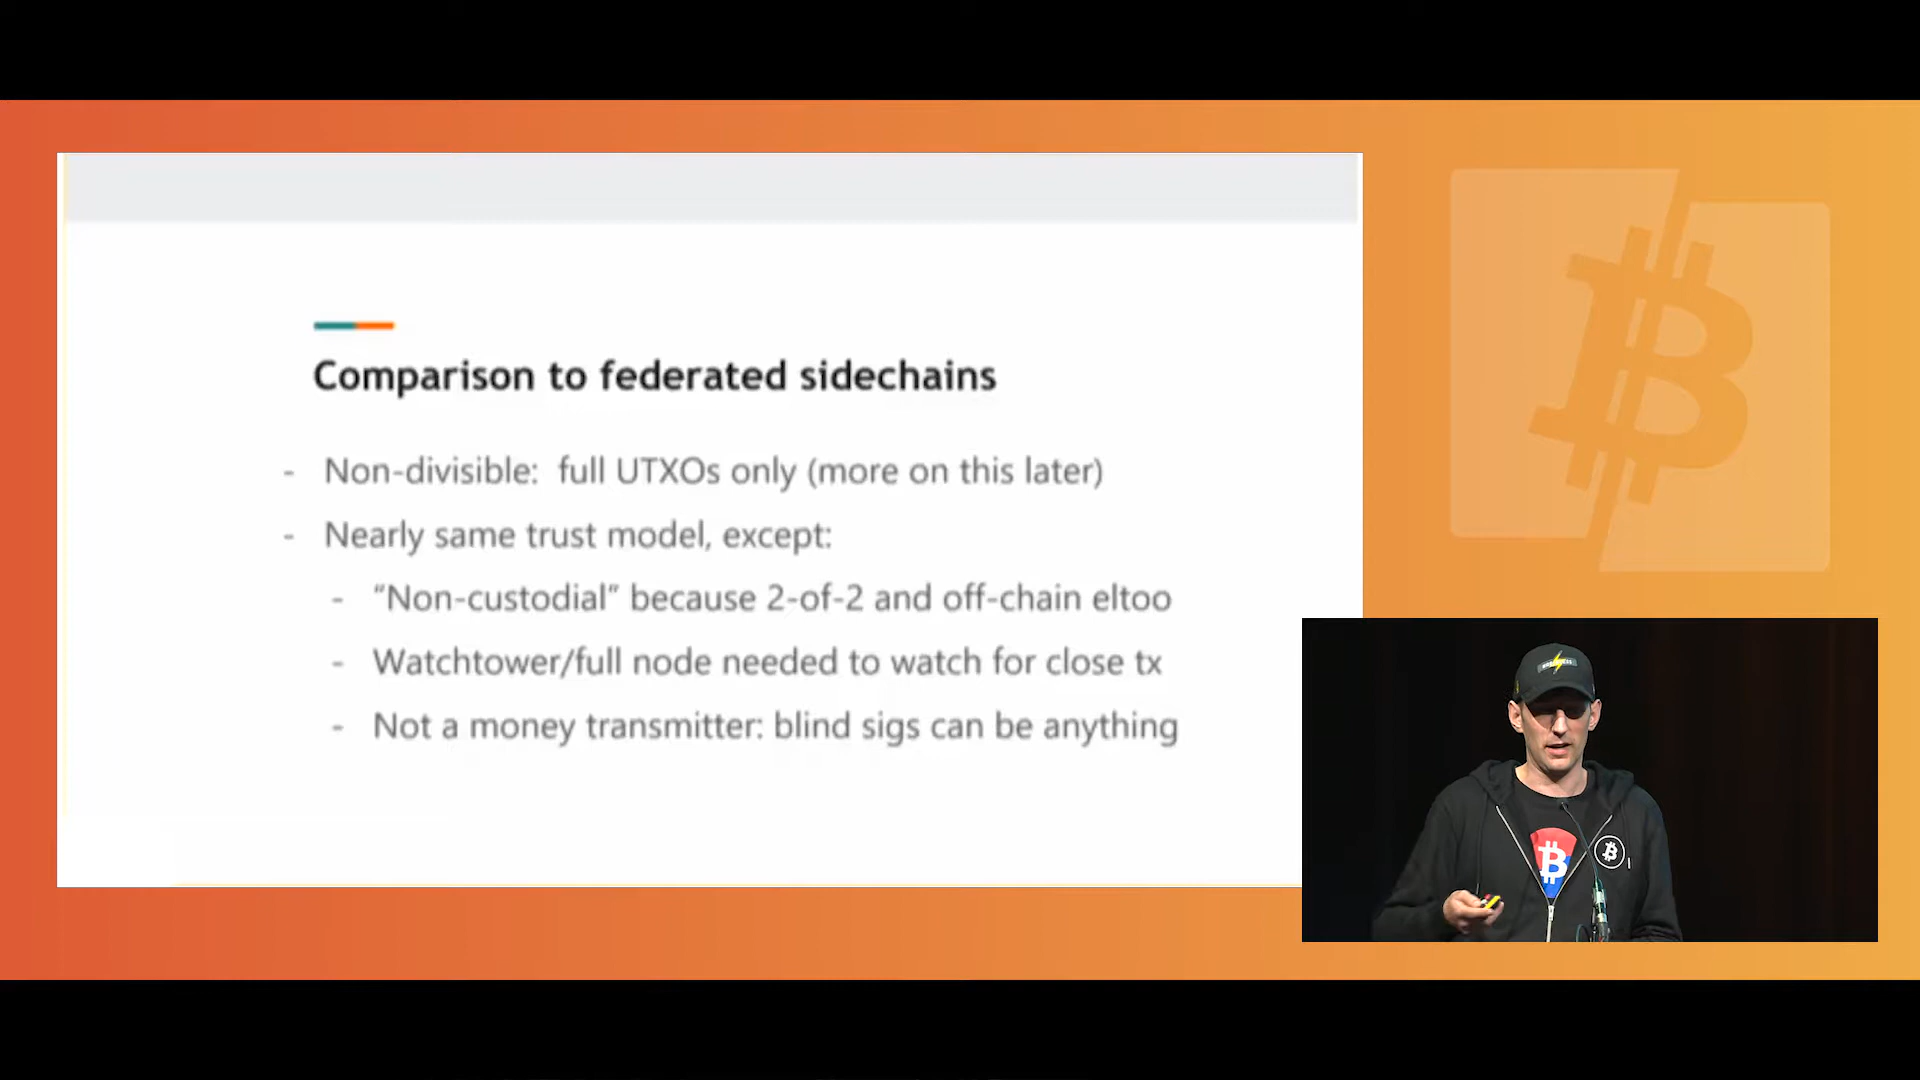 Comparison to federated sidechains
- Non-divisible: full UTXOs only (more on this later)
- Nearly same trust model, except:
- “Non-custodial” because 2-of-2 and off-chain eltoo
- Watchtower/full node needed to watch for close tx
- Not a money transmitter: blind sigs can be anything